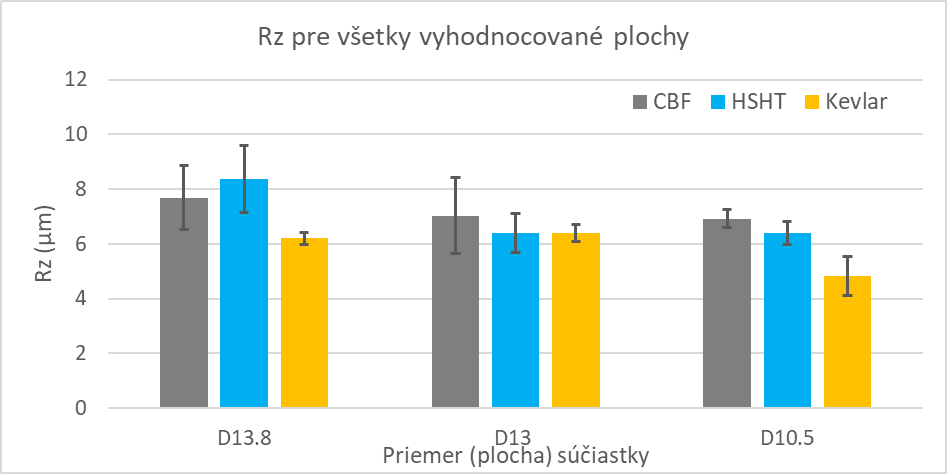 Rz pre všetky vyhodnocované plochy
12
CBF HSHT Kevlar
10
8
6
4
2
0
Rz (µm)
D13.8 D13 D10.5
Priemer (plocha) súčiastky